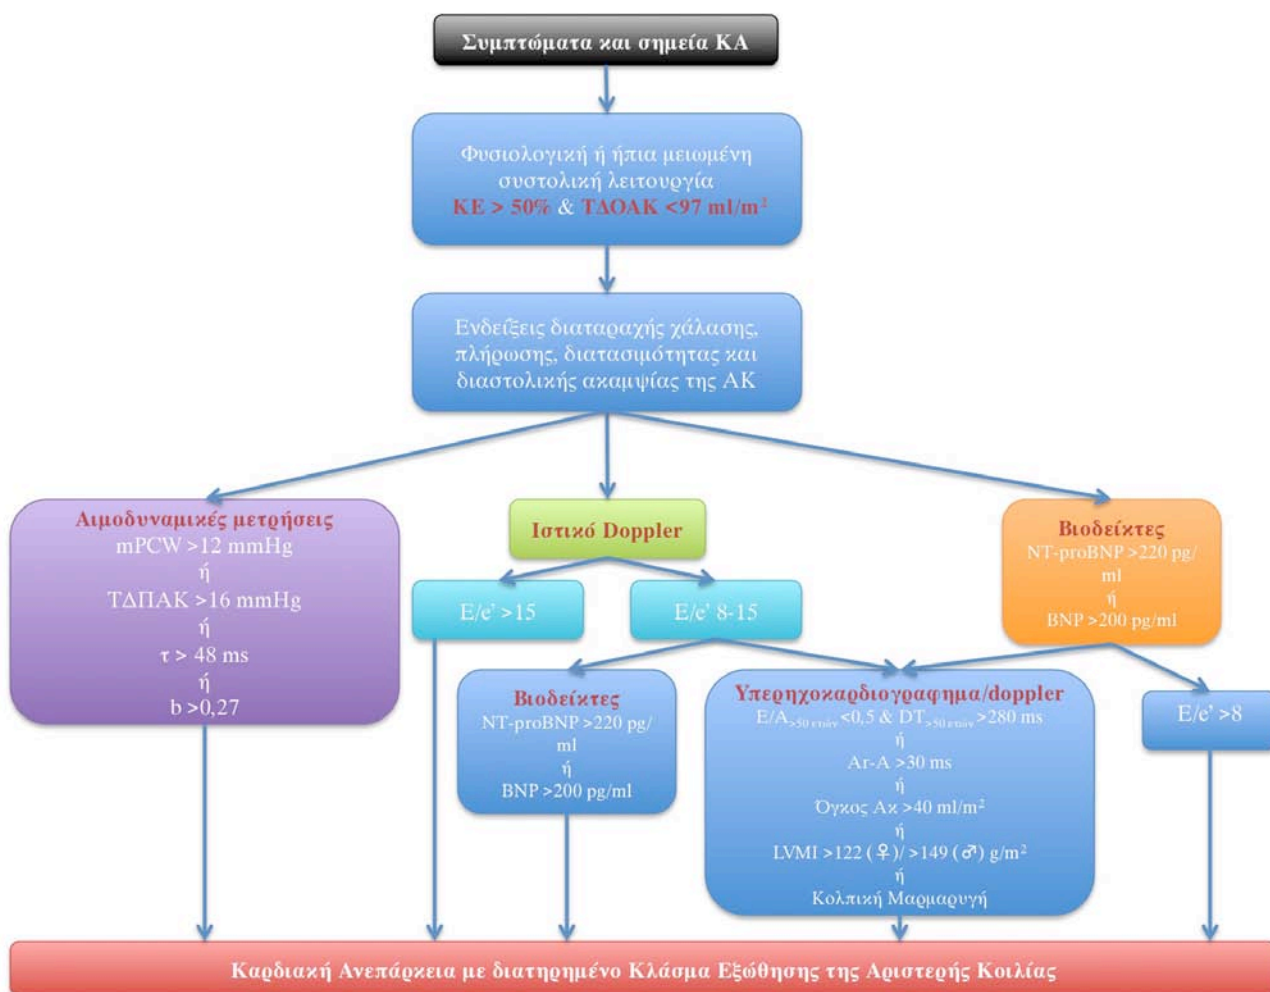 Συμπτώματα και σημεία ΚΑ
Φυσιολογική ή ήπια μειωμένη
συστολική λειτουργία
ΚΕ > 50% & ΤΔΟΑΚ <97 ml/m²
Ενδείξεις διαταραχής χάλασης,
πλήρωσης, διατασιμότητας και
διαστολικής ακαμψίας της ΑΚ
Αιμοδυναμικές μετρήσεις
mPCW >12 mmHg
ή
ΤΔΠΑΚ >16 mmHg
ή
τ > 48 ms
ή
b >0,27
Ιστικό Doppler
E/e’ >15
E/e’ 8-15
Βιοδείκτες
NT-proBNP >220 pg/
ml
ή
BNP >200 pg/ml
Βιοδείκτες
NT-proBNP >220 pg/
ml
ή
BNP >200 pg/ml
Υπερηχοκαρδιογραφημα/doppler
E/A>50 ετών <0,5 & DT>50 ετών >280 ms
ή
Ar-A >30 ms
ή
Όγκος Ακ >40 ml/m²
ή
LVMI >122 (♀)/ >149 (♂) g/m²
ή
Κολπική Μαρμαρυγή
E/e’ >8
Καρδιακή Ανεπάρκεια με διατηρημένο Κλάσμα Εξώθησης της Αριστερής Κοιλίας